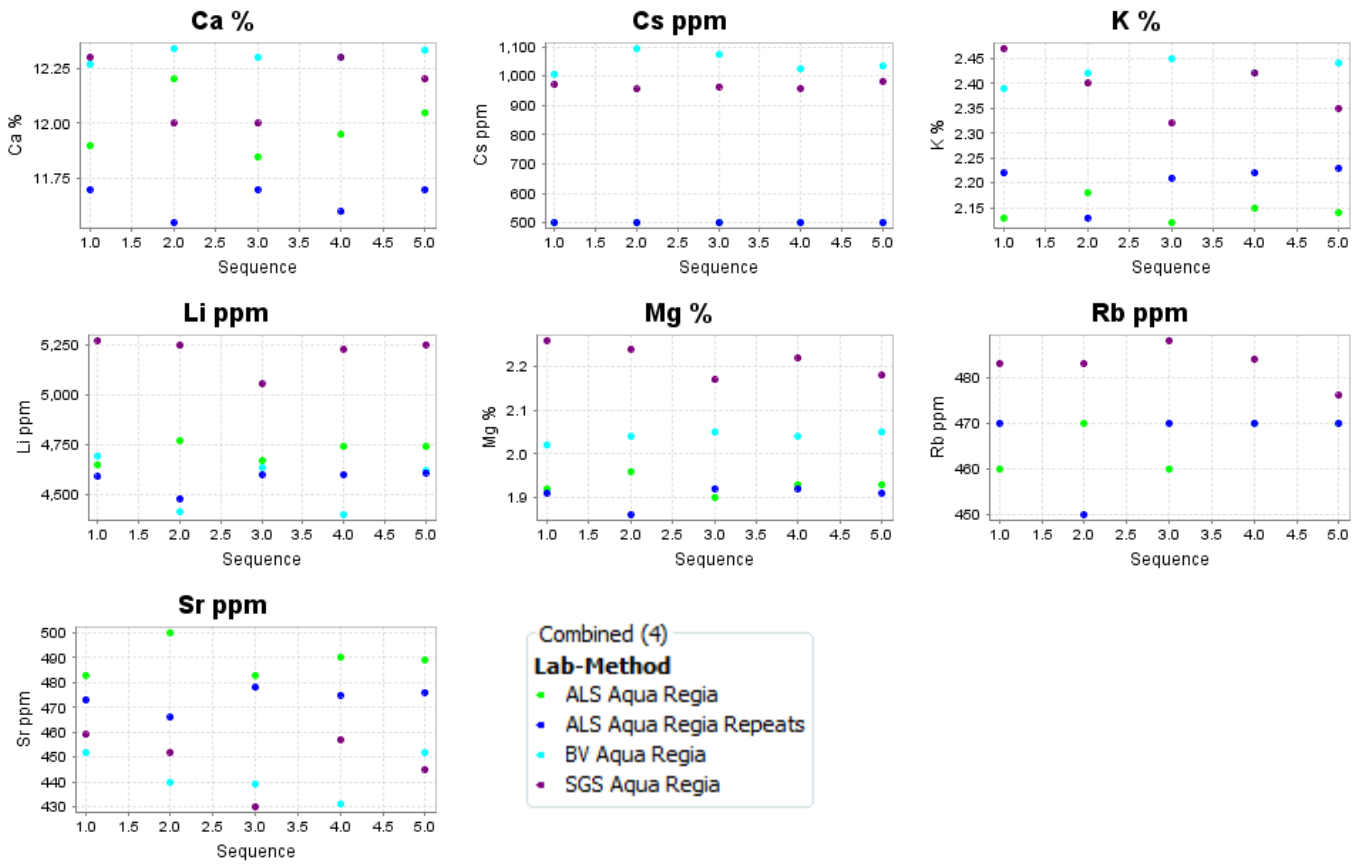 Ca %
12.25
12.00
11.75
Ca %
1.0 1.5 2.0 2.5 3.0 3.5 4.0 4.5 5.0
Sequence
Cs ppm
1,100
1,000
900
800
700
600
500
Cs ppm
1.0 1.5 2.0 2.5 3.0 3.5 4.0 4.5 5.0
Sequence
K %
2.45
2.40
2.35
2.30
2.25
2.20
2.15
K %
1.0 1.5 2.0 2.5 3.0 3.5 4.0 4.5 5.0
Sequence
Li ppm
5,250
5,000
4,750
4,500
Li ppm
1.0 1.5 2.0 2.5 3.0 3.5 4.0 4.5 5.0
Sequence
Mg %
2.2
2.1
2.0
1.9
Mg %
1.0 1.5 2.0 2.5 3.0 3.5 4.0 4.5 5.0
Sequence
Rb ppm
480
470
460
450
Rb ppm
1.0 1.5 2.0 2.5 3.0 3.5 4.0 4.5 5.0
Sequence
Sr ppm
500
490
480
470
460
450
440
430
Sr ppm
1.0 1.5 2.0 2.5 3.0 3.5 4.0 4.5 5.0
Sequence
Combined (4)
Lab-Method
ALS Aqua Regia
ALS Aqua Regia Repeats
BV Aqua Regia
SGS Aqua Regia